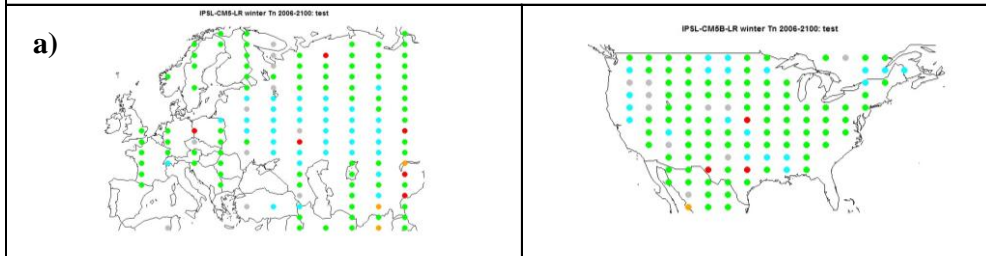 IPSL-CM5-LR winter Tn 2006-2100: test
a)
IPSL-CM5B-LR winter Tn 2006-2100: test